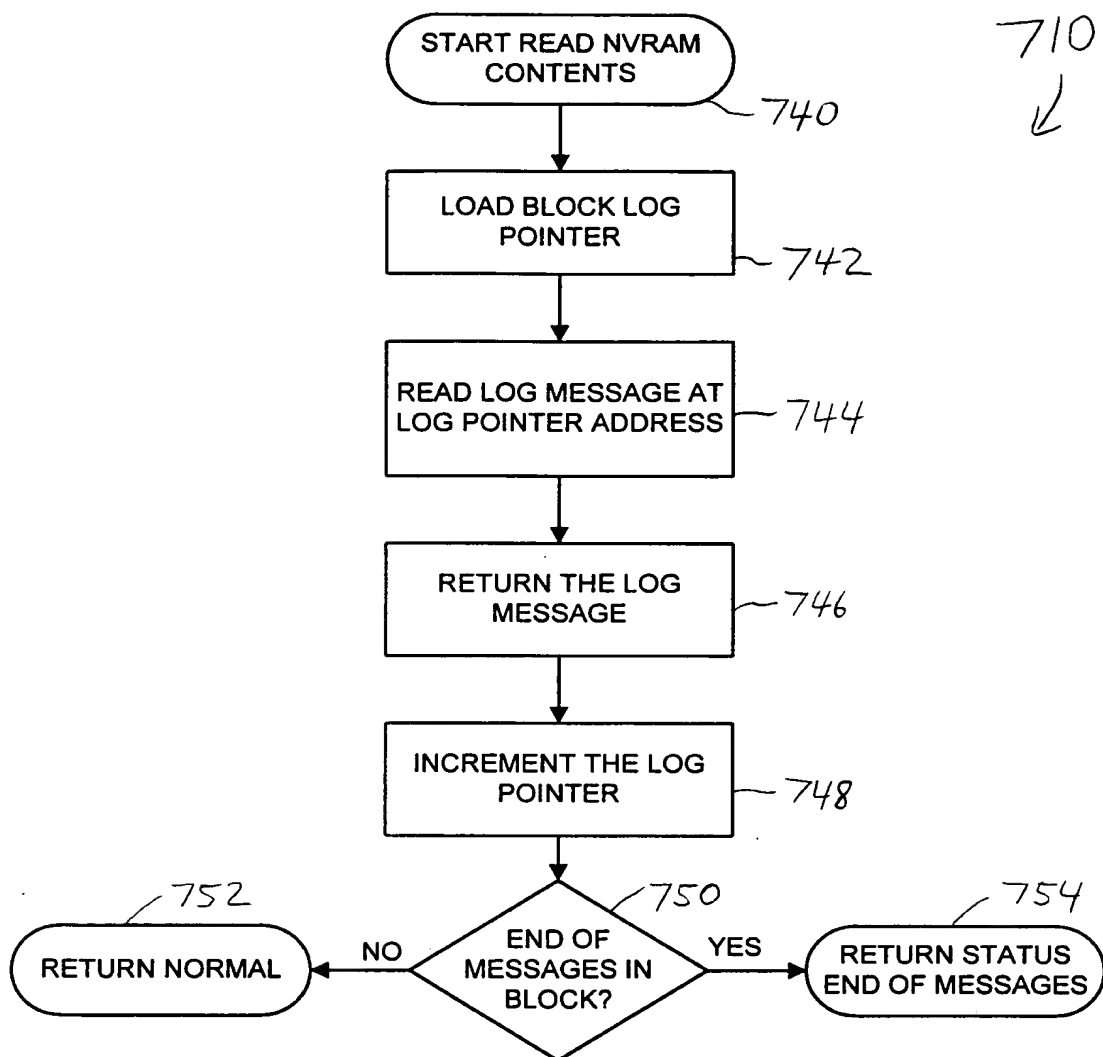 START READ NVRAM
CONTENTS
710
740
LOAD BLOCK LOG
POINTER
742
READ LOG MESSAGE AT
LOG POINTER ADDRESS
744
RETURN THE LOG
MESSAGE
746
INCREMENT THE LOG
POINTER
748
752
750
754
RETURN NORMAL
NO
END OF
MESSAGES IN
BLOCK?
YES
RETURN STATUS
END OF MESSAGES